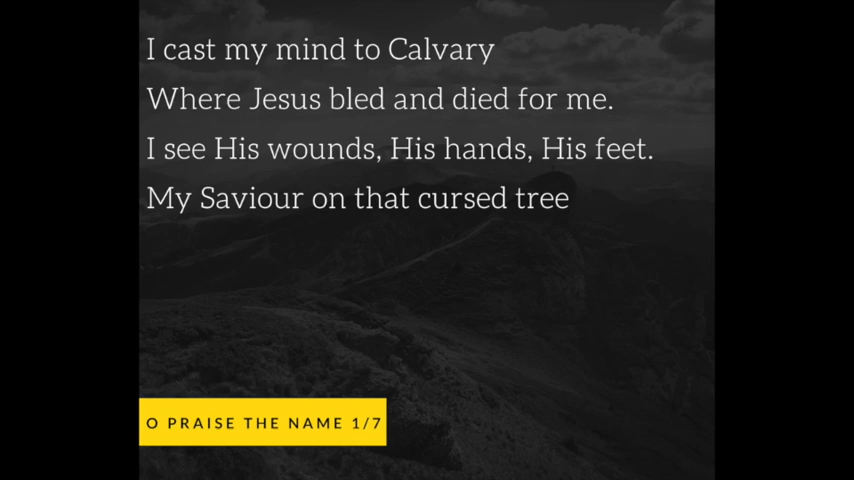 I cast my mind to Calvary
Where Jesus bled and died for me.
I see His wounds, His hands, His feet.
My Saviour on that cursed tree
O PRAISE THE NAME 1/7